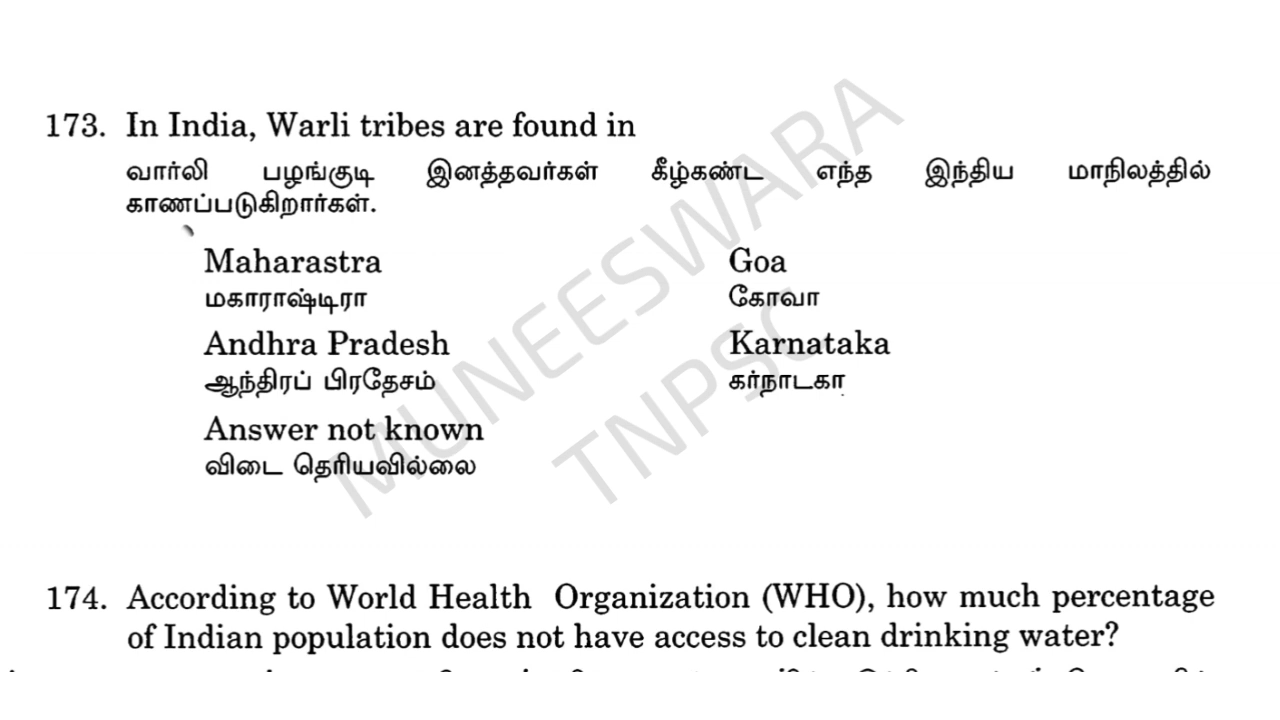 173. In India, Warli tribes are found in
வார்லி பழங்குடி இனத்தவர்கள் கீழ்கண்ட எந்த இந்திய மாநிலத்தில்
காணப்படுகிறார்கள்.
Maharastra Goa
மகாராஷ்டிரா கோவா
Andhra Pradesh Karnataka
ஆந்திரப் பிரதேசம் கர்நாடகா
Answer not known
விடை தெரியவில்லை
MUNEESWARA
TNPSC
174. According to World Health Organization (WHO), how much percentage
of Indian population does not have access to clean drinking water?